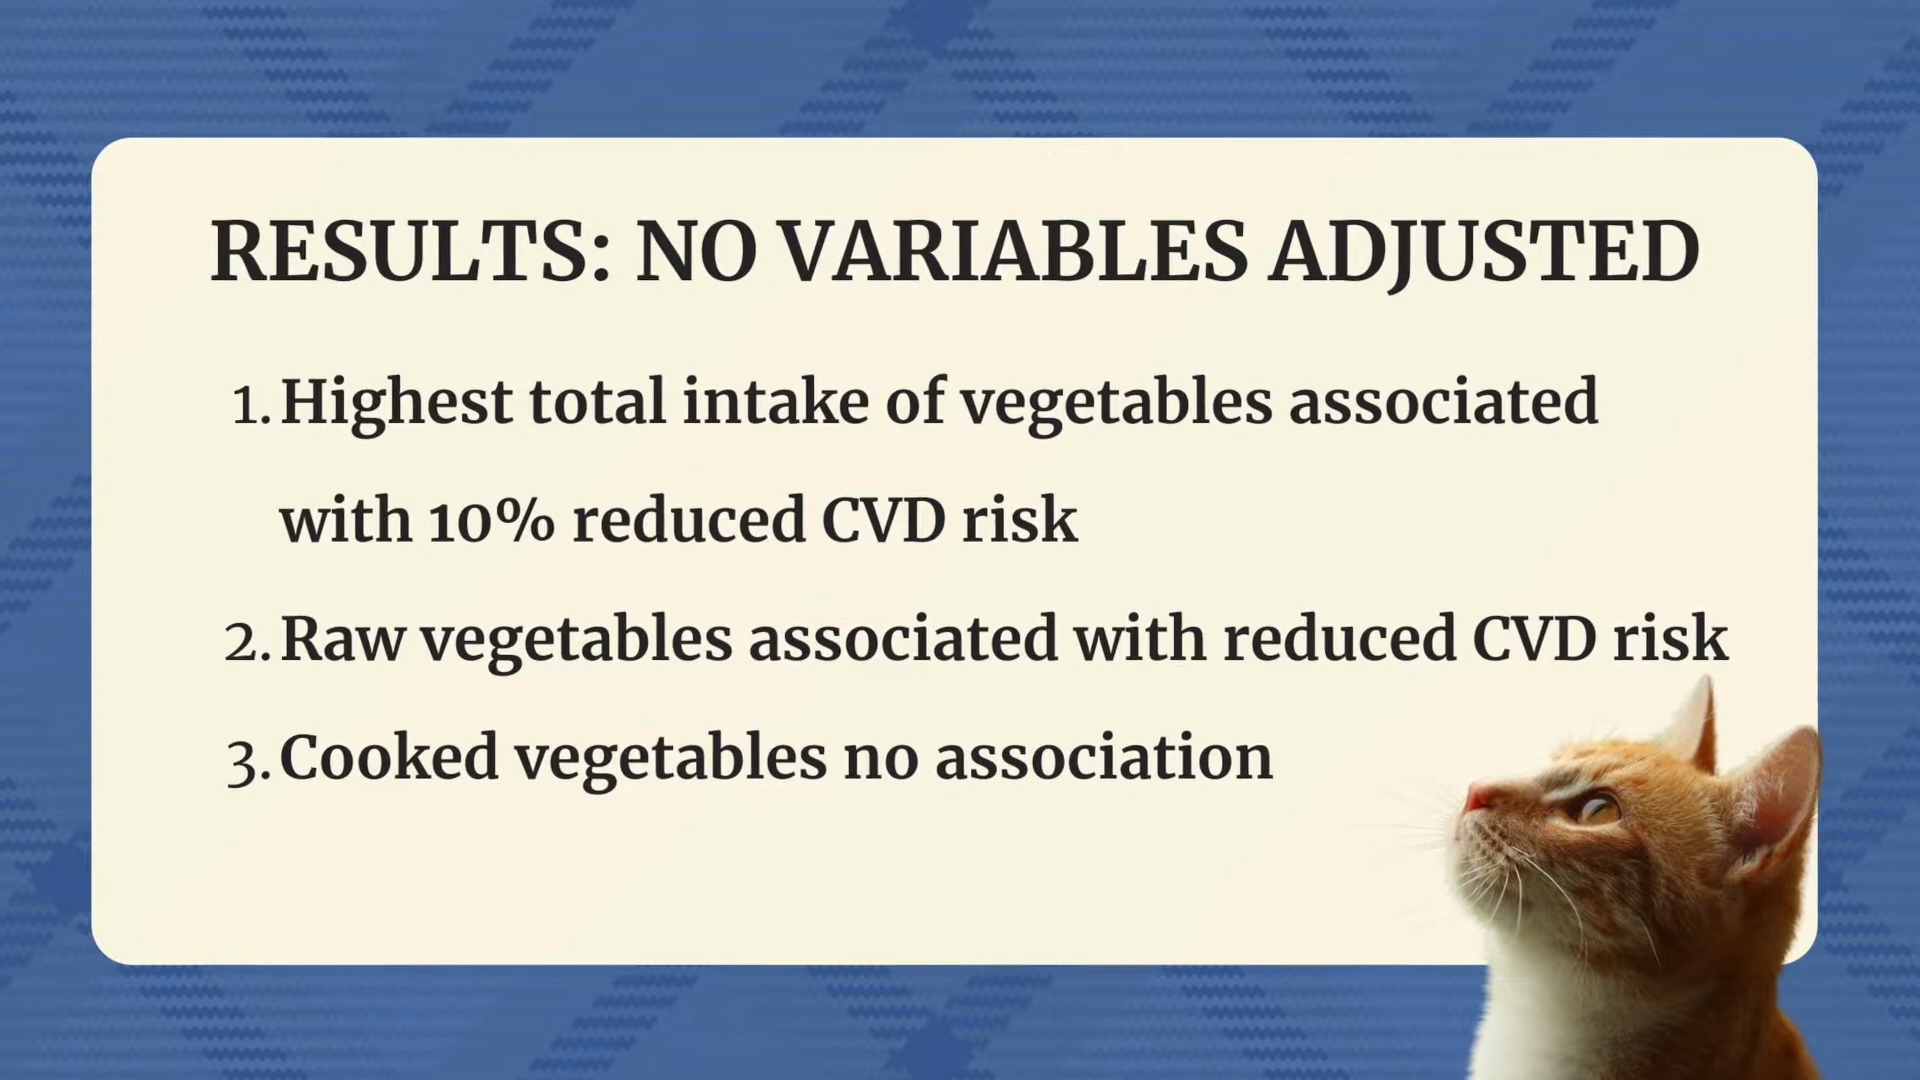 RESULTS: NO VARIABLES ADJUSTED
1. Highest total intake of vegetables associated
with 10% reduced CVD risk
2. Raw vegetables associated with reduced CVD risk
3. Cooked vegetables no association